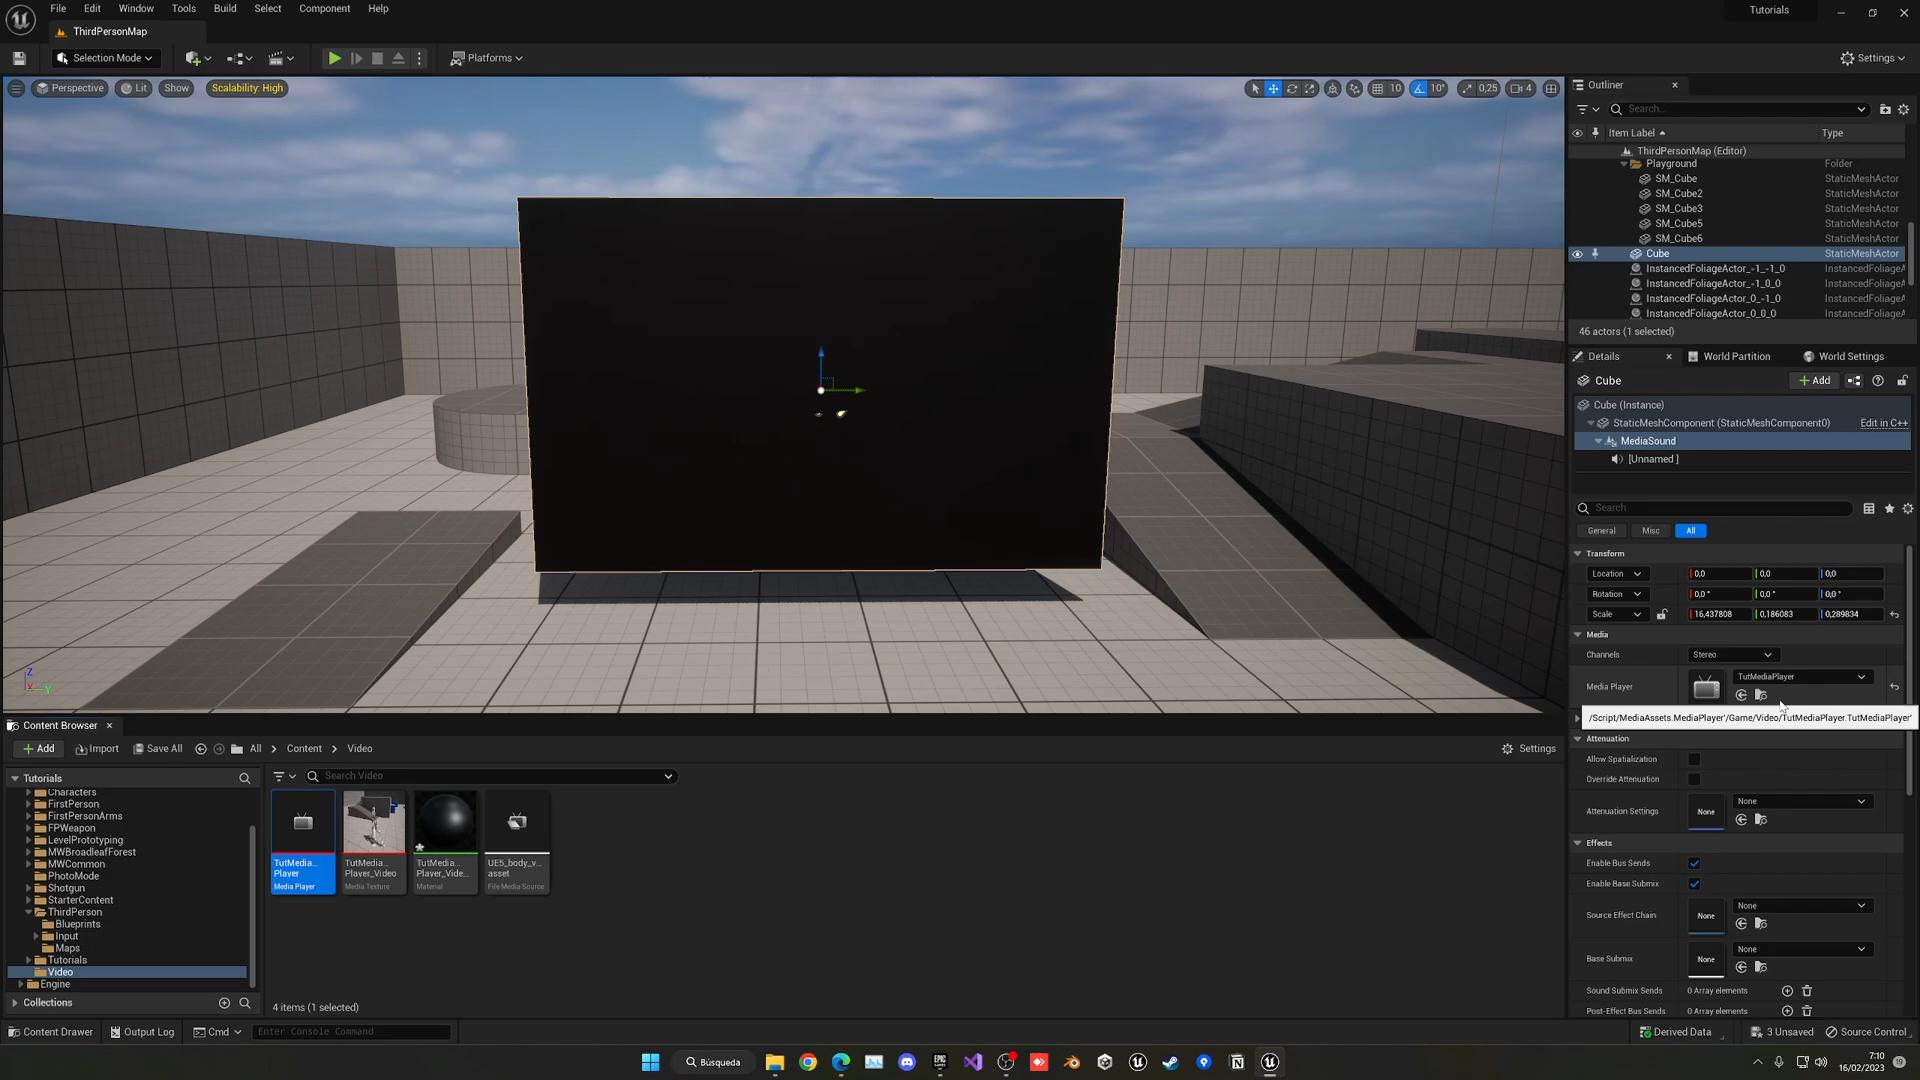 File Edit Window Tools Build Select Component Help
Tutorials
ThirdPersonMap
Selection Mode
Platforms
Settings
Perspective Lit Show Scalability: High
10 10° 0,25 4
Outliner
Search...
Item Label Type
ThirdPersonMap (Editor)
Playground Folder
SM_Cube StaticMeshActor
SM_Cube2 StaticMeshActor
SM_Cube3 StaticMeshActor
SM_Cube5 StaticMeshActor
SM_Cube6 StaticMeshActor
Cube StaticMeshActor
InstancedFoliageActor_-1_-1_0 InstancedFoliageA
InstancedFoliageActor_-1_0_0 InstancedFoliageA
InstancedFoliageActor_0_-1_0 InstancedFoliageA
InstancedFoliageActor_0_0_0 InstancedFoliageA
46 actors (1 selected)
Details World Partition World Settings
Cube
Add
Cube (Instance)
StaticMeshComponent (StaticMeshComponent0) Edit in C++
MediaSound
[Unnamed ]
Search
General Misc All
Transform
Location 0,0 0,0 0,0
Rotation 0,0 ° 0,0 ° 0,0 °
Scale 16,437808 0,186083 0,289834
Media
Channels Stereo
Media Player TutMediaPlayer
/Script/MediaAssets.MediaPlayer'/Game/Video/TutMediaPlayer.TutMediaPlayer'
Attenuation
Allow Spatialization
Override Attenuation
Attenuation Settings None None
Effects
Enable Bus Sends
Enable Base Submix
Source Effect Chain None None
Base Submix None None
Sound Submix Sends 0 Array elements
Post-Effect Bus Sends 0 Array elements
Z
Y
Content Browser
Add Import Save All All Content Video Settings
Tutorials
Search Video
Characters
FirstPerson
FirstPersonArms
FPWeapon
LevelPrototyping
MWBroadleafForest
MWCommon
PhotoMode
Shotgun
StarterContent
ThirdPerson
Blueprints
Input
Maps
Tutorials
Video
Engine
Collections
TutMedia...
Player
Media Player
TutMedia...
Player_Video
Media Texture
TutMedia...
Player_Vide...
Material
UE5_body_v...
asset
File Media Source
4 items (1 selected)
Content Drawer Output Log Cmd Enter Console Command
Derived Data 3 Unsaved Source Control
Búsqueda
7:10
16/02/2023
19